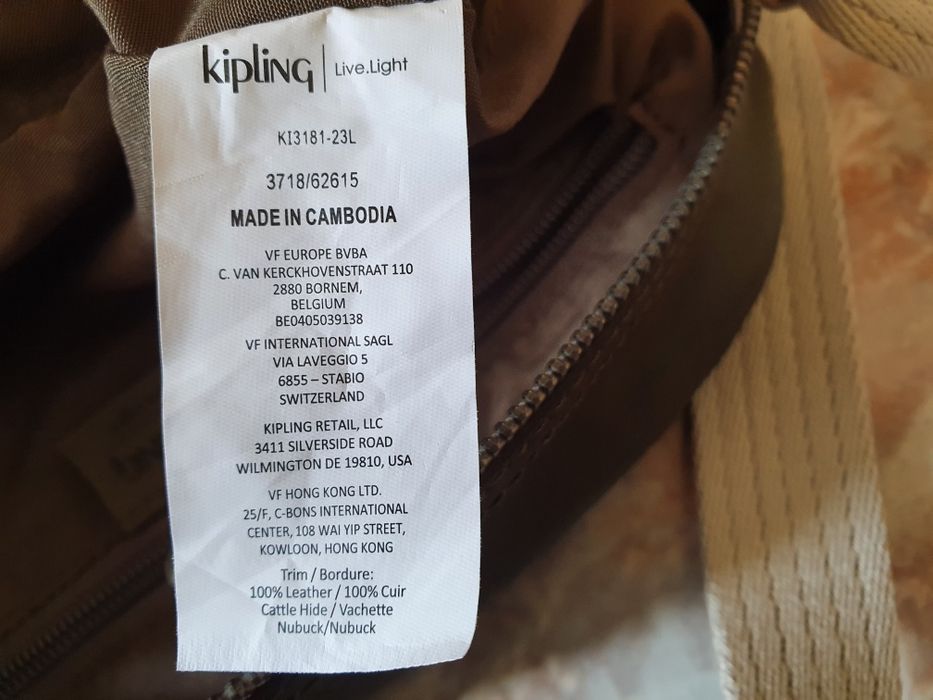 kipling | Live.Light
KI3181-23L
3718/62615
MADE IN CAMBODIA
VF EUROPE BVBA
C. VAN KERCKHOVENSTRAAT 110
2880 BORNEM,
BELGIUM
BE0405039138
VF INTERNATIONAL SAGL
VIA LAVEGGIO 5
6855 – STABIO
SWITZERLAND
KIPLING RETAIL, LLC
3411 SILVERSIDE ROAD
WILMINGTON DE 19810, USA
VF HONG KONG LTD.
25/F, C-BONS INTERNATIONAL
CENTER, 108 WAI YIP STREET,
KOWLOON, HONG KONG
Trim / Bordure:
100% Leather / 100% Cuir
Cattle Hide / Vachette
Nubuck/Nubuck